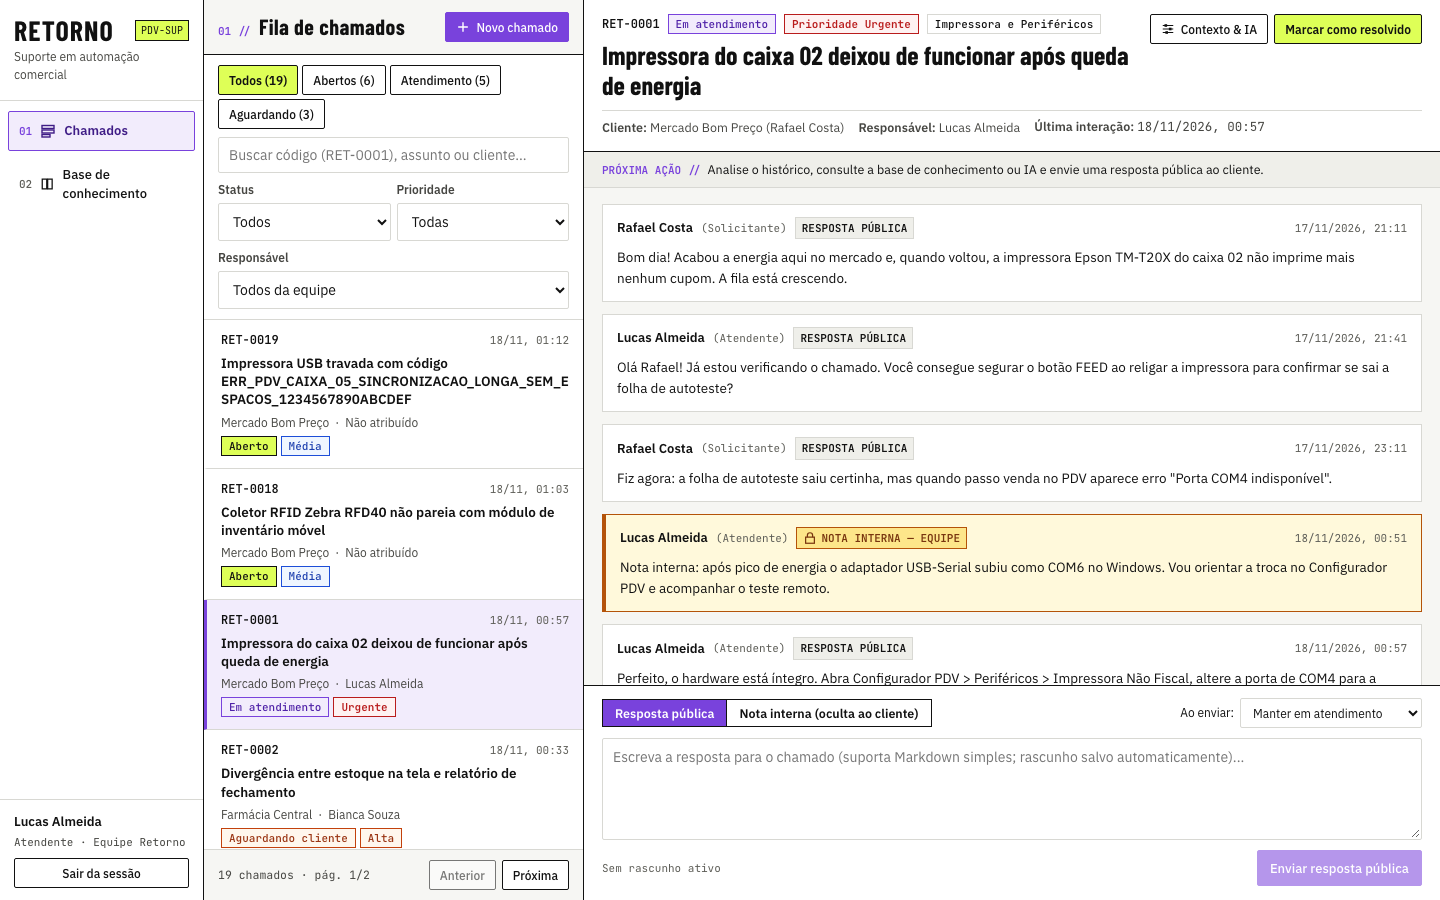 RETORNO
PDV-SUP
Suporte em automação
comercial
01 Chamados
02 Base de
conhecimento
Lucas Almeida
Atendente · Equipe Retorno
Sair da sessão
01 // Fila de chamados
+ Novo chamado
Todos (19)
Abertos (6)
Atendimento (5)
Aguardando (3)
Buscar código (RET-0001), assunto ou cliente...
Status
Prioridade
Todos
Todas
Responsável
Todos da equipe
RET-0019 18/11, 01:12
Impressora USB travada com código
ERR_PDV_CAIXA_05_SINCRONIZACAO_LONGA_SEM_E
SPACOS_1234567890ABCDEF
Mercado Bom Preço · Não atribuído
Aberto Média
RET-0018 18/11, 01:03
Coletor RFID Zebra RFD40 não pareia com módulo de
inventário móvel
Mercado Bom Preço · Não atribuído
Aberto Média
RET-0001 18/11, 00:57
Impressora do caixa 02 deixou de funcionar após
queda de energia
Mercado Bom Preço · Lucas Almeida
Em atendimento Urgente
RET-0002 18/11, 00:33
Divergência entre estoque na tela e relatório de
fechamento
Farmácia Central · Bianca Souza
Aguardando cliente Alta
19 chamados · pág. 1/2
Anterior
Próxima
RET-0001 Em atendimento Prioridade Urgente Impressora e Periféricos
Contexto & IA
Marcar como resolvido
Impressora do caixa 02 deixou de funcionar após queda
de energia
Cliente: Mercado Bom Preço (Rafael Costa) Responsável: Lucas Almeida Última interação: 18/11/2026, 00:57
PRÓXIMA AÇÃO // Analise o histórico, consulte a base de conhecimento ou IA e envie uma resposta pública ao cliente.
Rafael Costa (Solicitante) RESPOSTA PÚBLICA 17/11/2026, 21:11
Bom dia! Acabou a energia aqui no mercado e, quando voltou, a impressora Epson TM-T20X do caixa 02 não imprime mais
nenhum cupom. A fila está crescendo.
Lucas Almeida (Atendente) RESPOSTA PÚBLICA 17/11/2026, 21:41
Olá Rafael! Já estou verificando o chamado. Você consegue segurar o botão FEED ao religar a impressora para confirmar se sai a
folha de autoteste?
Rafael Costa (Solicitante) RESPOSTA PÚBLICA 17/11/2026, 23:11
Fiz agora: a folha de autoteste saiu certinha, mas quando passo venda no PDV aparece erro "Porta COM4 indisponível".
Lucas Almeida (Atendente) NOTA INTERNA — EQUIPE 18/11/2026, 00:51
Nota interna: após pico de energia o adaptador USB-Serial subiu como COM6 no Windows. Vou orientar a troca no Configurador
PDV e acompanhar o teste remoto.
Lucas Almeida (Atendente) RESPOSTA PÚBLICA 18/11/2026, 00:57
Perfeito, o hardware está íntegro. Abra Configurador PDV > Periféricos > Impressora Não Fiscal, altere a porta de COM4 para a
Resposta pública
Nota interna (oculta ao cliente)
Ao enviar: Manter em atendimento
Escreva a resposta para o chamado (suporta Markdown simples; rascunho salvo automaticamente)...
Sem rascunho ativo
Enviar resposta pública